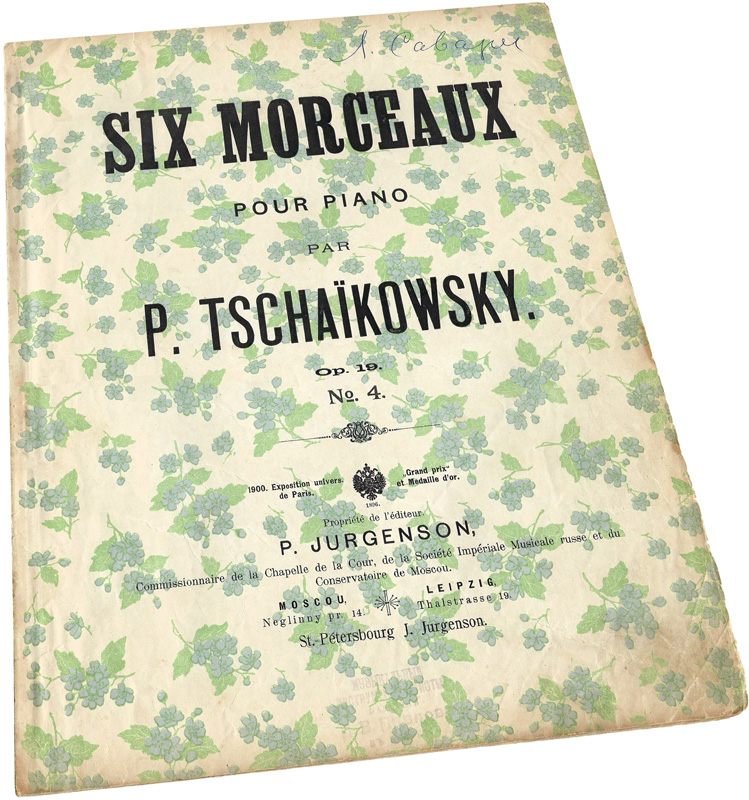 Л. Савари
SIX MORCEAUX
POUR PIANO
PAR
P. TSCHAÏKOWSKY.
Op. 19.
No. 4.
1900. Exposition univers. de Paris.
„Grand prix“ et Medaille d'or.
1896.
Propriété de l'éditeur.
P. JURGENSON,
Commissionnaire de la Chapelle de la Cour, de la Société Impériale Musicale russe et du
Conservatoire de Moscou.
MOSCOU, LEIPZIG,
Neglinny pr. 14. Thalstrasse 19.
St.-Pétersbourg J. Jurgenson.